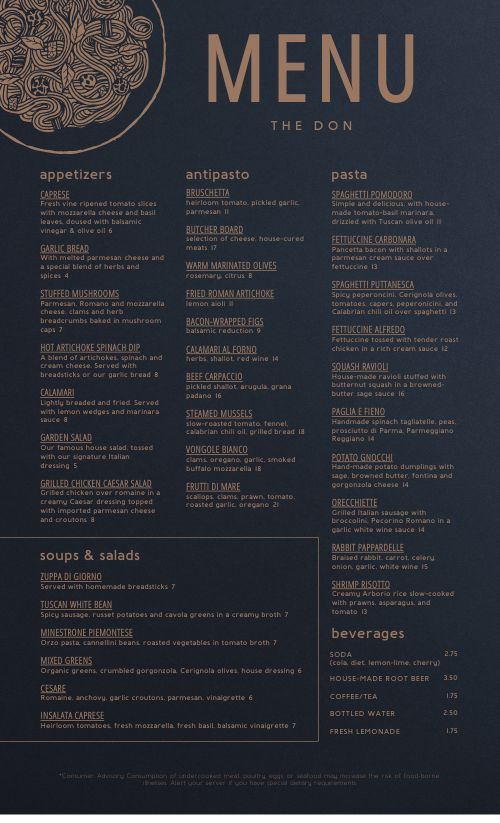 MENU
THE DON
appetizers
CAPRESE
Fresh vine ripened tomato slices
with mozzarella cheese and basil
leaves, doused with balsamic
vinegar & olive oil 6
GARLIC BREAD
With melted parmesan cheese and
a special blend of herbs and
spices 4
STUFFED MUSHROOMS
Parmesan, Romano and mozzarella
cheese, clams and herb
breadcrumbs baked in mushroom
caps 7
HOT ARTICHOKE SPINACH DIP
A blend of artichokes, spinach and
cream cheese. Served with
breadsticks or our garlic bread 8
CALAMARI
Lightly breaded and fried. Served
with lemon wedges and marinara
sauce 8
GARDEN SALAD
Our famous house salad, tossed
with our signature Italian
dressing 5
GRILLED CHICKEN CAESAR SALAD
Grilled chicken over romaine in a
creamy Caesar dressing topped
with imported parmesan cheese
and croutons 8
antipasto
BRUSCHETTA
heirloom tomato, pickled garlic,
parmesan 11
BUTCHER BOARD
selection of cheese, house-cured
meats 17
WARM MARINATED OLIVES
rosemary, citrus 8
FRIED ROMAN ARTICHOKE
lemon aioli 11
BACON-WRAPPED FIGS
balsamic reduction 9
CALAMARI AL FORNO
herbs, shallot, red wine 14
BEEF CARPACCIO
pickled shallot, arugula, grana
padano 16
STEAMED MUSSELS
slow-roasted tomato, fennel,
calabrian chili oil, grilled bread 18
VONGOLE BIANCO
clams, oregano, garlic, smoked
buffalo mozzarella 18
FRUTTI DI MARE
scallops, clams, prawn, tomato,
roasted garlic, oregano 21
pasta
SPAGHETTI POMODORO
Simple and delicious, with house-
made tomato-basil marinara,
drizzled with Tuscan olive oil 11
FETTUCCINE CARBONARA
Pancetta bacon with shallots in a
parmesan cream sauce over
fettuccine 13
SPAGHETTI PUTTANESCA
Spicy peperoncini, Cerignola olives,
tomatoes, capers, peperonicini, and
Calabrian chili oil over spaghetti 13
FETTUCCINE ALFREDO
Fettuccine tossed with tender roast
chicken in a rich cream sauce 12
SQUASH RAVIOLI
House-made ravioli stuffed with
butternut squash in a browned-
butter sage sauce 16
PAGLIA E FIENO
Handmade spinach tagliatelle, peas,
prosciutto di Parma, Parmeggiano
Reggiano 14
POTATO GNOCCHI
Hand-made potato dumplings with
sage, browned butter, fontina and
gorgonzola cheese 14
ORECCHIETTE
Grilled Italian sausage with
broccolini, Pecorino Romano in a
garlic white wine sauce 14
RABBIT PAPPARDELLE
Braised rabbit, carrot, celery,
onion, garlic, white wine 15
SHRIMP RISOTTO
Creamy Arborio rice slow-cooked
with prawns, asparagus, and
tomato 13
soups & salads
ZUPPA DI GIORNO
Served with homemade breadsticks 7
TUSCAN WHITE BEAN
Spicy sausage, russet potatoes and cavola greens in a creamy broth 7
MINESTRONE PIEMONTESE
Orzo pasta, cannellini beans, roasted vegetables in tomato broth 7
MIXED GREENS
Organic greens, crumbled gorgonzola, Cerignola olives, house dressing 6
CESARE
Romaine, anchovy, garlic croutons, parmesan, vinaigrette 6
INSALATA CAPRESE
Heirloom tomatoes, fresh mozzarella, fresh basil, balsamic vinaigrette 7
beverages
SODA 2.75
(cola, diet, lemon-lime, cherry)
HOUSE-MADE ROOT BEER 3.50
COFFEE/TEA 1.75
BOTTLED WATER 2.50
FRESH LEMONADE 1.75
*Consumer Advisory Consumption of undercooked meat, poultry, eggs, or seafood may increase the risk of food-borne
illnesses. Alert your server if you have special dietary requirements.